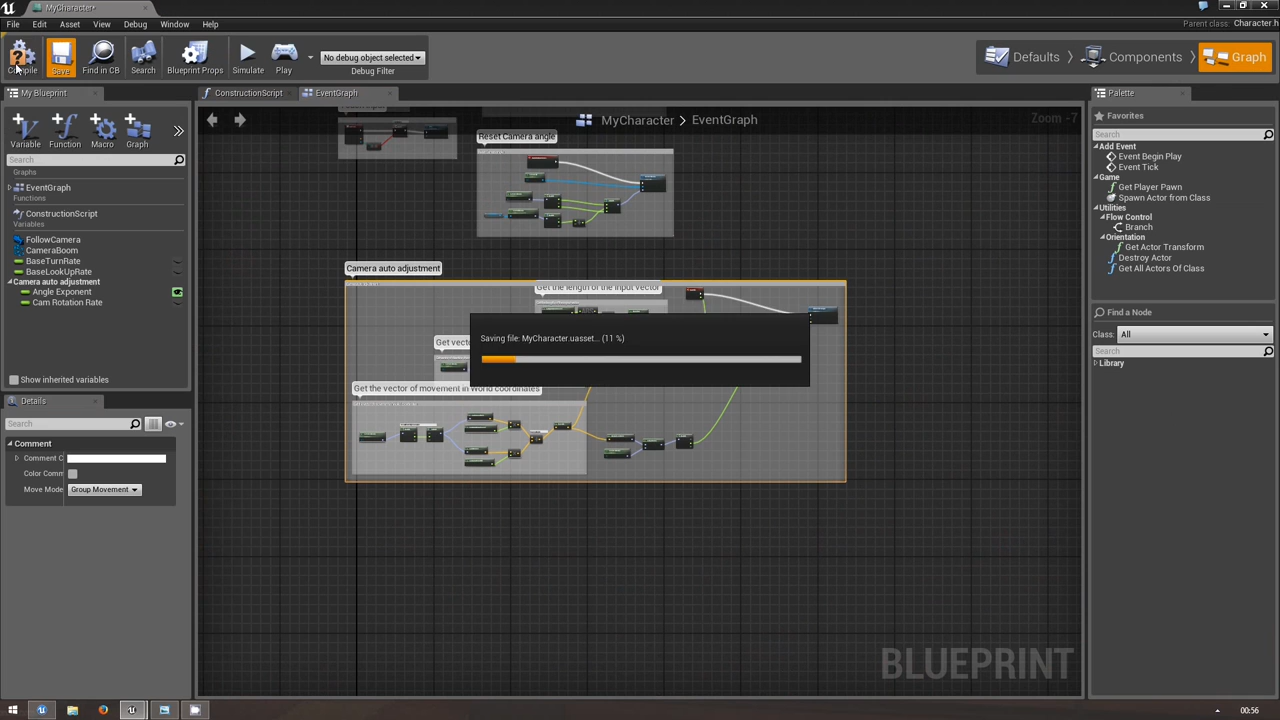 MyCharacter*
File Edit Asset View Debug Window Help
Parent class: Character.h
Compile Save Find in CB Search Blueprint Props Simulate Play
No debug object selected
Debug Filter
Defaults Components Graph
My Blueprint
ConstructionScript EventGraph
Palette
Variable Function Macro Graph
Search
Graphs
EventGraph
Functions
ConstructionScript
Variables
FollowCamera
CameraBoom
BaseTurnRate
BaseLookUpRate
Camera auto adjustment
Angle Exponent
Cam Rotation Rate
Show inherited variables
Details
Search
Comment
Comment C
Color Comm
Move Mode Group Movement
MyCharacter > EventGraph
Zoom -7
Reset Camera angle
Camera auto adjustment
Get the length of the input vector
Get vecto
Get the vector of movement in World coordinates
Saving file: MyCharacter.uasset... (11 %)
BLUEPRINT
Favorites
Search
Add Event
Event Begin Play
Event Tick
Game
Get Player Pawn
Spawn Actor from Class
Utilities
Flow Control
Branch
Orientation
Get Actor Transform
Destroy Actor
Get All Actors Of Class
Find a Node
Class: All
Search
Library
00:56